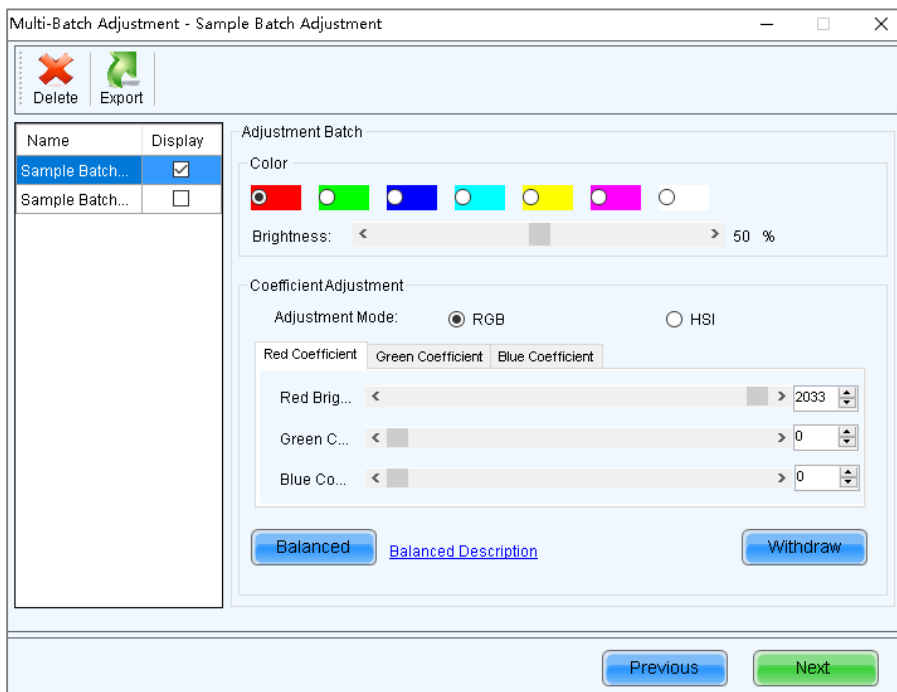 Multi-Batch Adjustment - Sample Batch Adjustment
Delete Export
Name Display
Sample Batch...
Sample Batch...
Adjustment Batch
Color
Brightness: 50 %
CoefficientAdjustment
Adjustment Mode: RGB HSI
Red Coefficient Green Coefficient Blue Coefficient
Red Brig... 2033
Green C... 0
Blue Co... 0
Balanced Balanced Description Withdraw
Previous Next